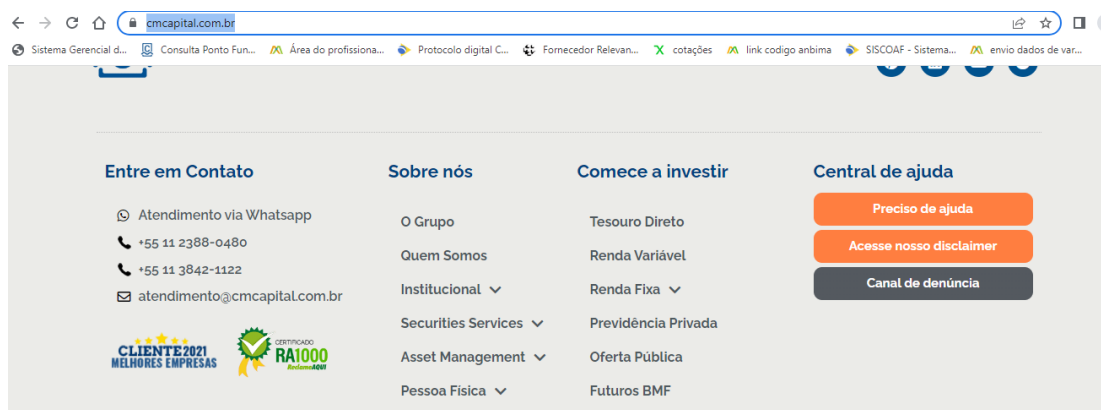 cmcapital.com.br
Sistema Gerencial d... Consulta Ponto Fun... Área do profissiona... Protocolo digital C... Fornecedor Relevan... cotações link codigo anbima SISCOAF - Sistema... envio dados de var...
Entre em Contato
Atendimento via Whatsapp
+55 11 2388-0480
+55 11 3842-1122
atendimento@cmcapital.com.br
CLIENTE 2021
MELHORES EMPRESAS
CERTIFICADO
RA1000
ReclameAQUI
Sobre nós
O Grupo
Quem Somos
Institucional
Securities Services
Asset Management
Pessoa Física
Comece a investir
Tesouro Direto
Renda Variável
Renda Fixa
Previdência Privada
Oferta Pública
Futuros BMF
Central de ajuda
Preciso de ajuda
Acesse nosso disclaimer
Canal de denúncia